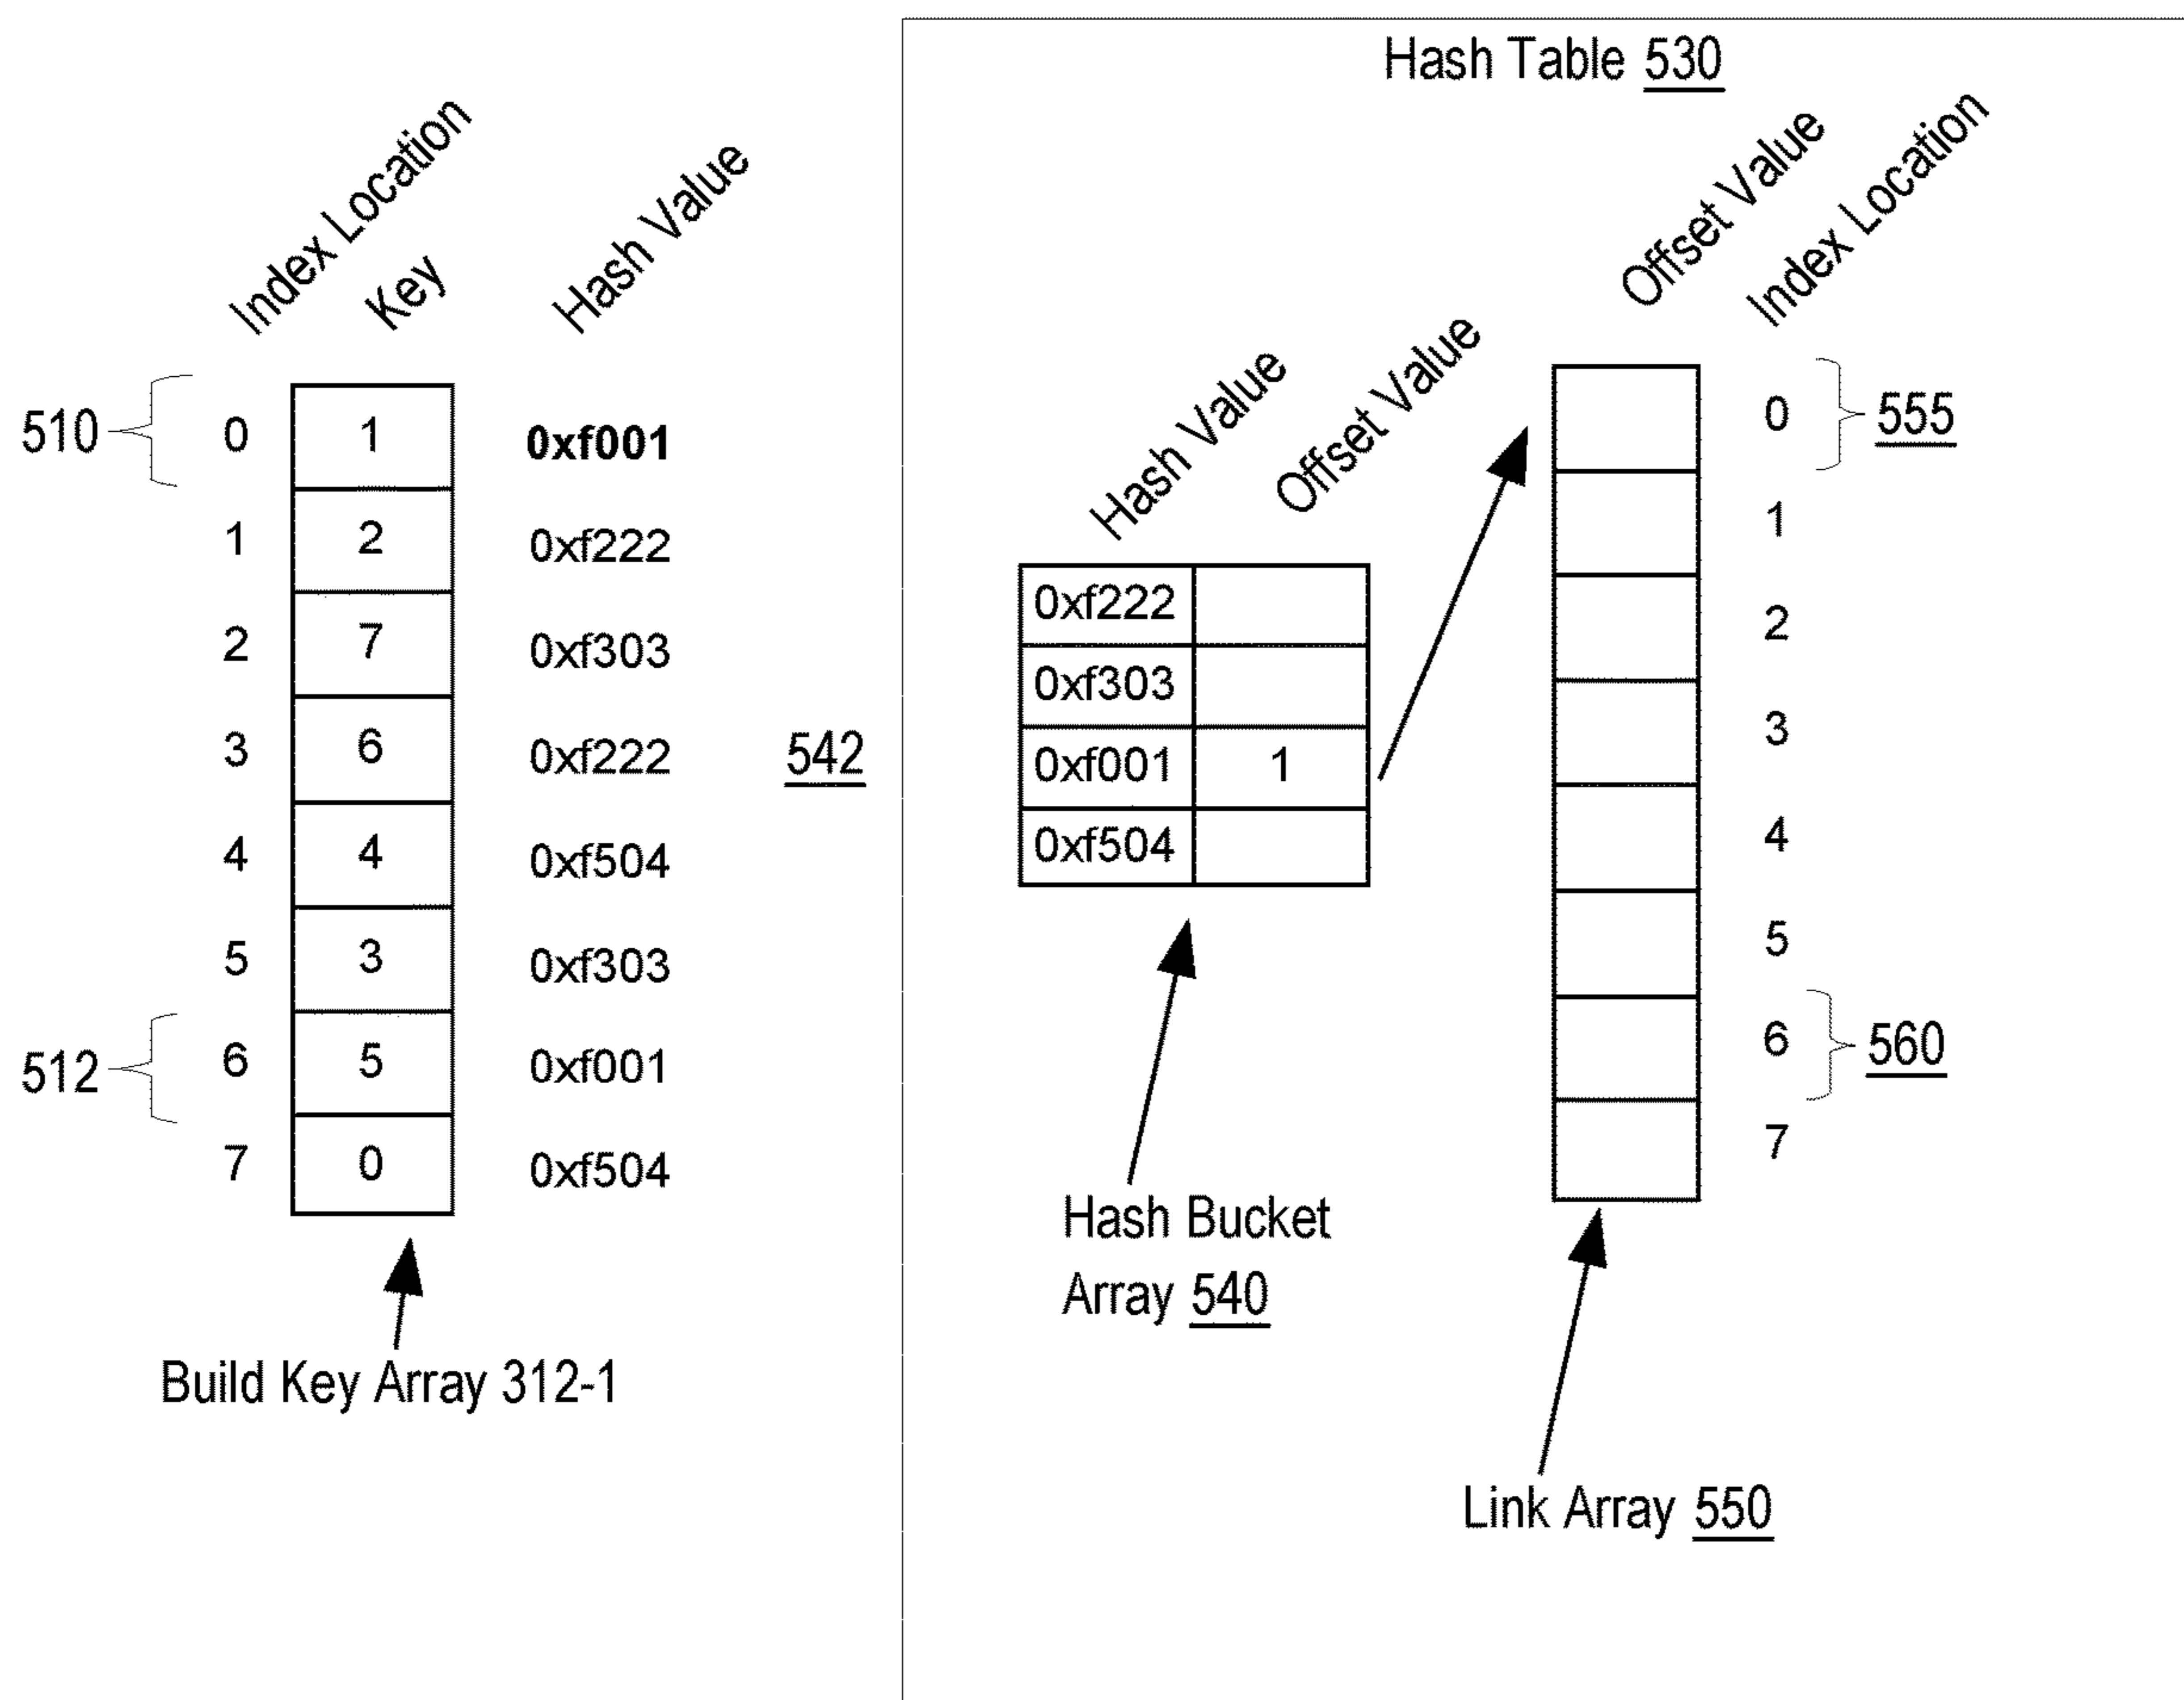 Hash Table 530
Index Location
Key
Hash Value
510
0 1 0xf001
1 2 0xf222
2 7 0xf303
3 6 0xf222
4 4 0xf504
5 3 0xf303
512
6 5 0xf001
7 0 0xf504
Build Key Array 312-1
542
Hash Value
Offset Value
0xf222
0xf303
0xf001 1
0xf504
Hash Bucket
Array 540
Offset Value
Index Location
0
555
1
2
3
4
5
6
560
7
Link Array 550